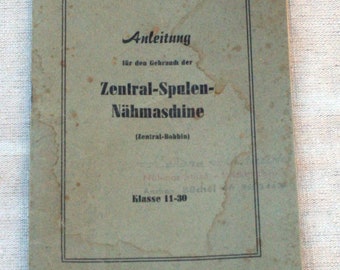 Anleitung
für den Gebrauch der
Zentral-Spulen-
Nähmaschine
(Zentral-Bobbin)
Klasse 11-30